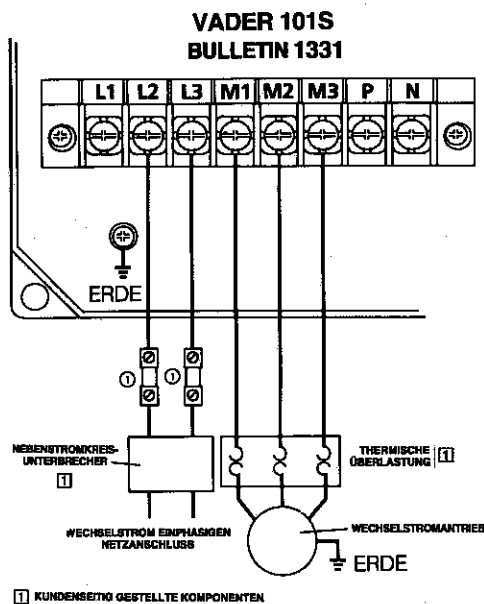 VADER 101S
BULLETIN 1331
L1 L2 L3 M1 M2 M3 P N
ERDE
1 1
NEBENSTROMKREIS-
UNTERBRECHER
1
THERMISCHE
ÜBERLASTUNG 1
WECHSELSTROM EINPHASIGEN
NETZANSCHLUSS
WECHSELSTROMANTRIEB
ERDE
1 KUNDENSEITIG GESTELLTE KOMPONENTEN